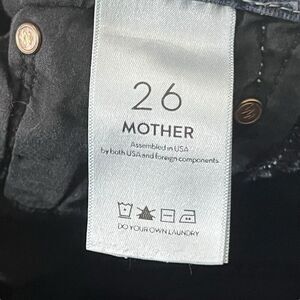 26
MOTHER
Assembled in USA
by both USA and foreign components
DO YOUR OWN LAUNDRY